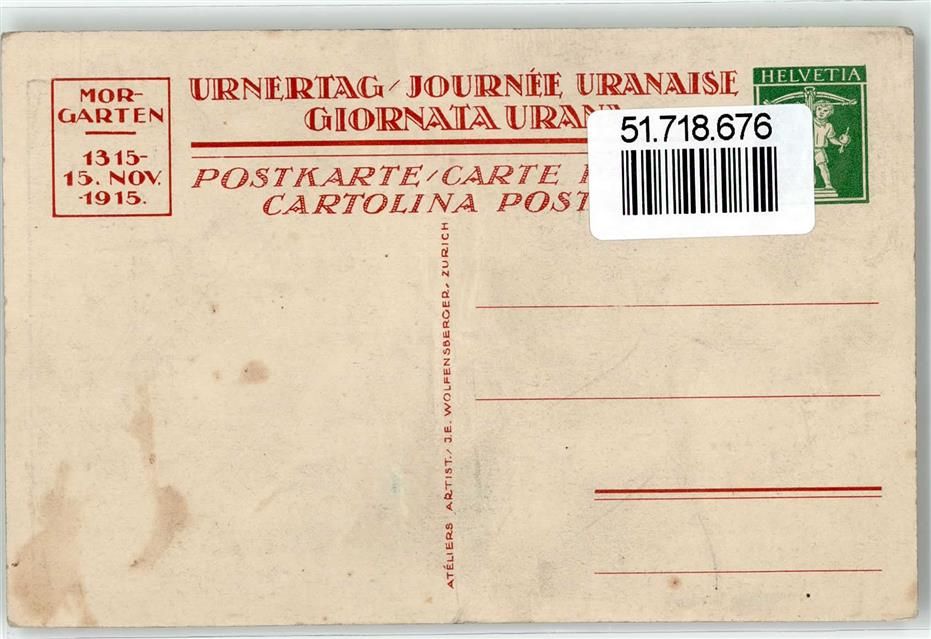 MOR-
GARTEN
1315-
15. NOV.
-1915.
URNERTAG / JOURNÉE URANAISE
GIORNATA URANA
POSTKARTE / CARTE
CARTOLINA POST
HELVETIA
51.718.676
ATÉLIERS ARTIST. / J.E. WOLFENSBERGER, ZURICH